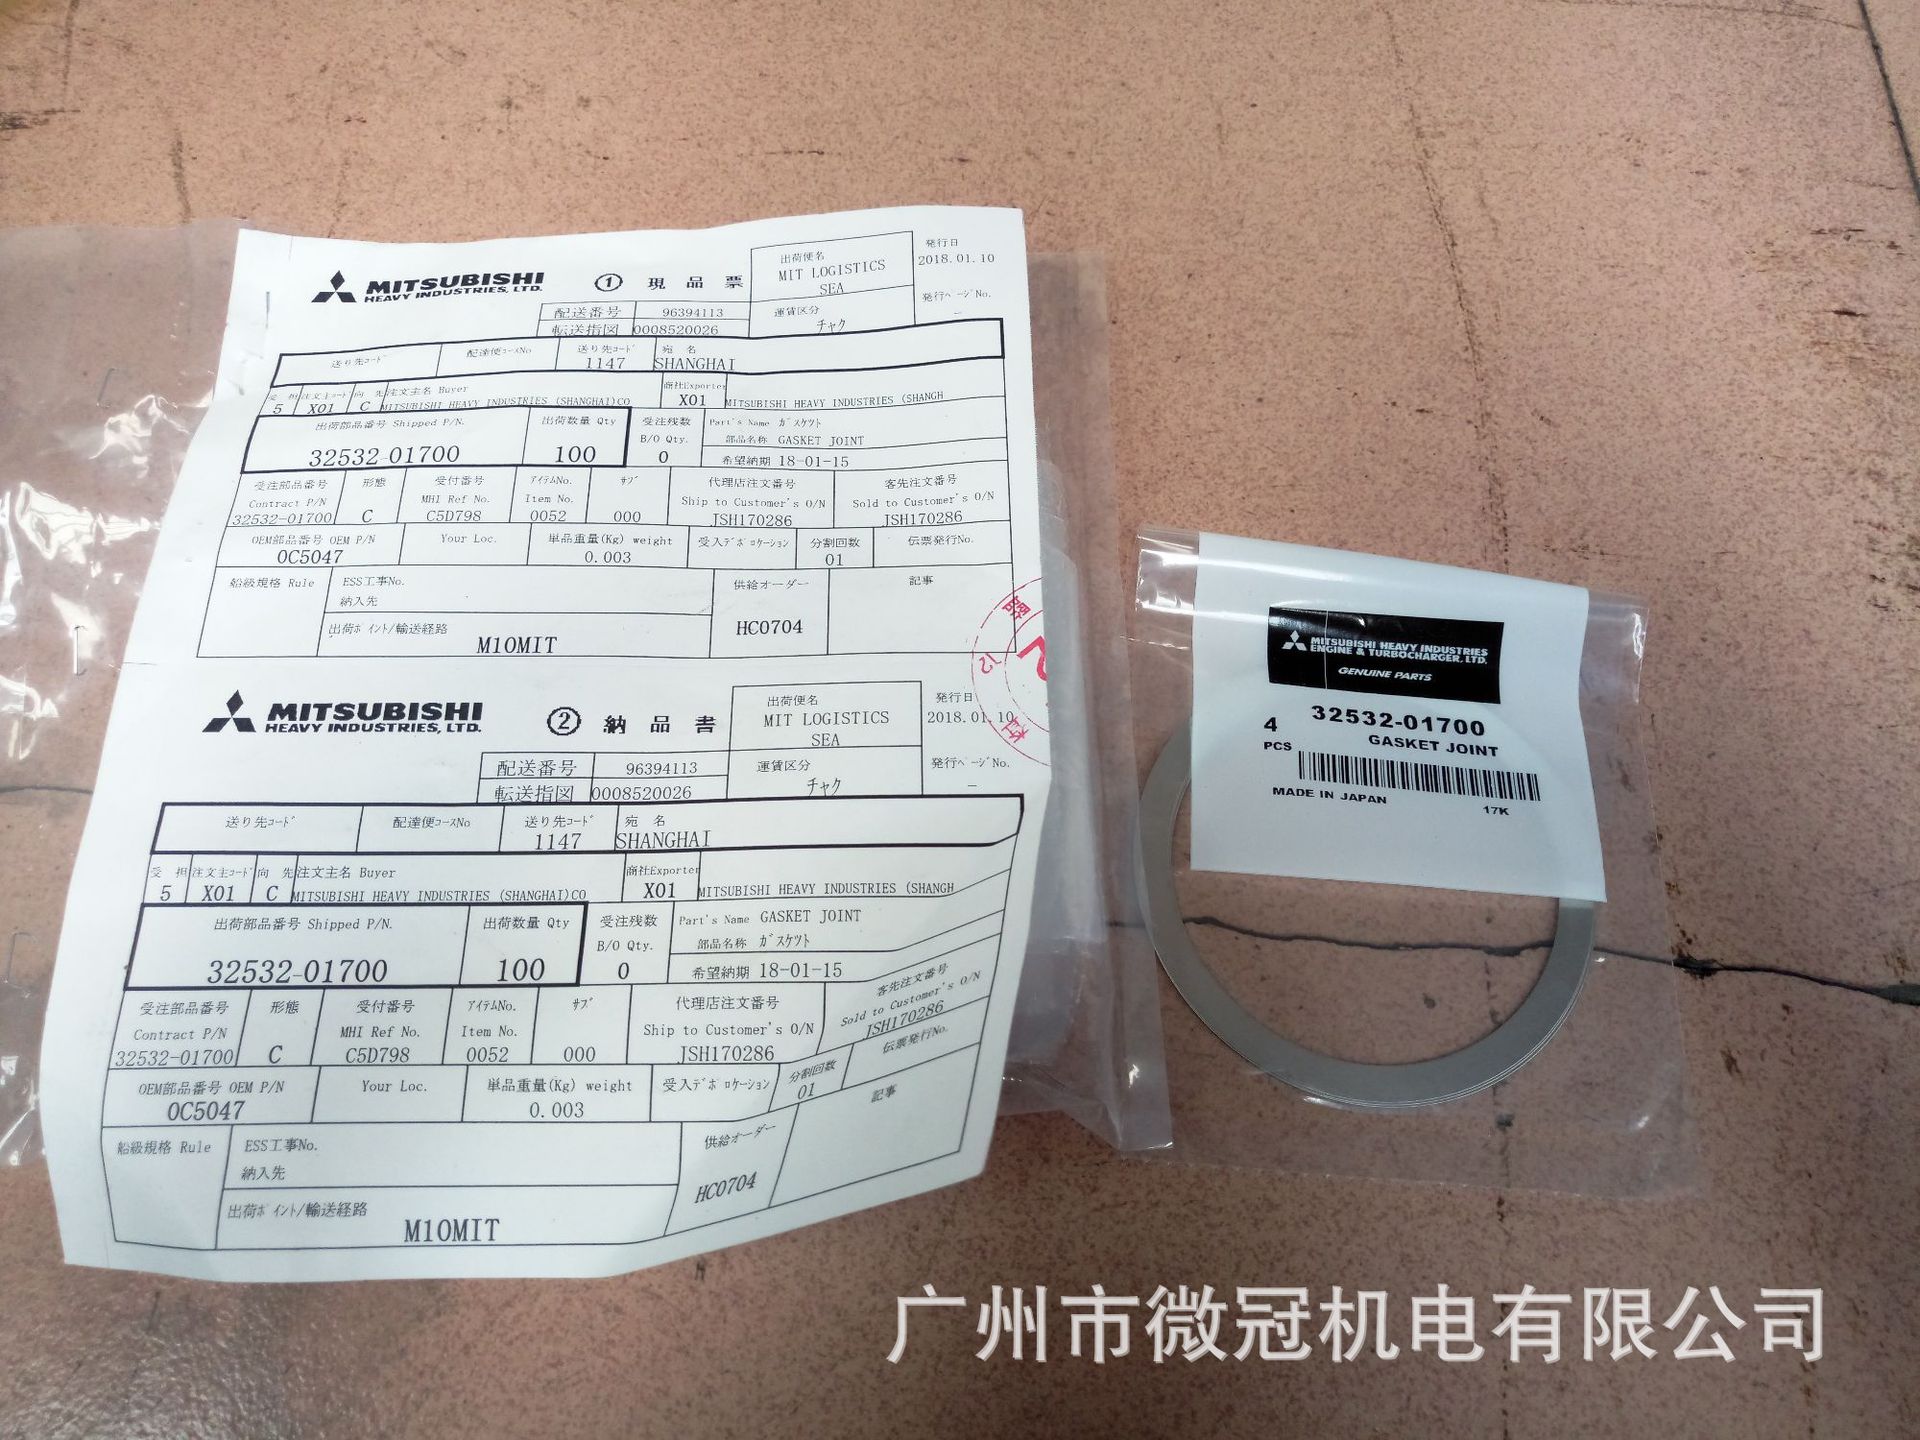 MITSUBISHI
HEAVY INDUSTRIES, LTD.
① 現品票
出荷便名
MIT LOGISTICS
SEA
発行日
2018.01.10
配送番号 96394113
転送指図 0008520026
運賃区分
チャク
発行ページNo.
送り先コード 配達便コースNo 送り先コード 宛名
1147 SHANGHAI
受担 注文主コード 向先 注文主名 Buyer 商社Exporter
5 X01 C MITSUBISHI HEAVY INDUSTRIES (SHANGHAI)CO X01 MITSUBISHI HEAVY INDUSTRIES (SHANGH
出荷部品番号 Shipped P/N. 出荷数量 Qty 受注残数 Part's Name ガスケツト
B/O Qty. 部品名称 GASKET JOINT
32532-01700 100 0 希望納期 18-01-15
受注部品番号 形態 受付番号 アイテムNo. サブ 代理店注文番号 客先注文番号
Contract P/N MHI Ref No. Item No. Ship to Customer's O/N Sold to Customer's O/N
32532-01700 C C5D798 0052 000 JSH170286 JSH170286
OEM部品番号 OEM P/N Your Loc. 単品重量(Kg) weight 受入デポロケーション 分割回数 伝票発行No.
0C5047 0.003 01
船級規格 Rule ESS工事No. 供給オーダー 記事
納入先
出荷ポイント/輸送経路 M10MIT HC0704
MITSUBISHI
HEAVY INDUSTRIES, LTD.
② 納品書
出荷便名
MIT LOGISTICS
SEA
発行日
2018.01.10
配送番号 96394113
転送指図 0008520026
運賃区分
チャク
発行ページNo.
送り先コード 配達便コースNo 送り先コード 宛名
1147 SHANGHAI
受担 注文主コード 向先 注文主名 Buyer 商社Exporter
5 X01 C MITSUBISHI HEAVY INDUSTRIES (SHANGHAI)CO X01 MITSUBISHI HEAVY INDUSTRIES (SHANGH
出荷部品番号 Shipped P/N. 出荷数量 Qty 受注残数 Part's Name GASKET JOINT
B/O Qty. 部品名称 ガスケツト
32532-01700 100 0 希望納期 18-01-15
受注部品番号 形態 受付番号 アイテムNo. サブ 代理店注文番号 客先注文番号
Contract P/N MHI Ref No. Item No. Ship to Customer's O/N Sold to Customer's O/N
32532-01700 C C5D798 0052 000 JSH170286 JSH170286
OEM部品番号 OEM P/N Your Loc. 単品重量(Kg) weight 受入デポロケーション 分割回数 伝票発行No.
0C5047 0.003 01
船級規格 Rule ESS工事No. 供給オーダー 記事
納入先
出荷ポイント/輸送経路 M10MIT HC0704
MITSUBISHI HEAVY INDUSTRIES
ENGINE & TURBOCHARGER, LTD.
GENUINE PARTS
4 32532-01700
PCS GASKET JOINT
MADE IN JAPAN 17K
广州市微冠机电有限公司